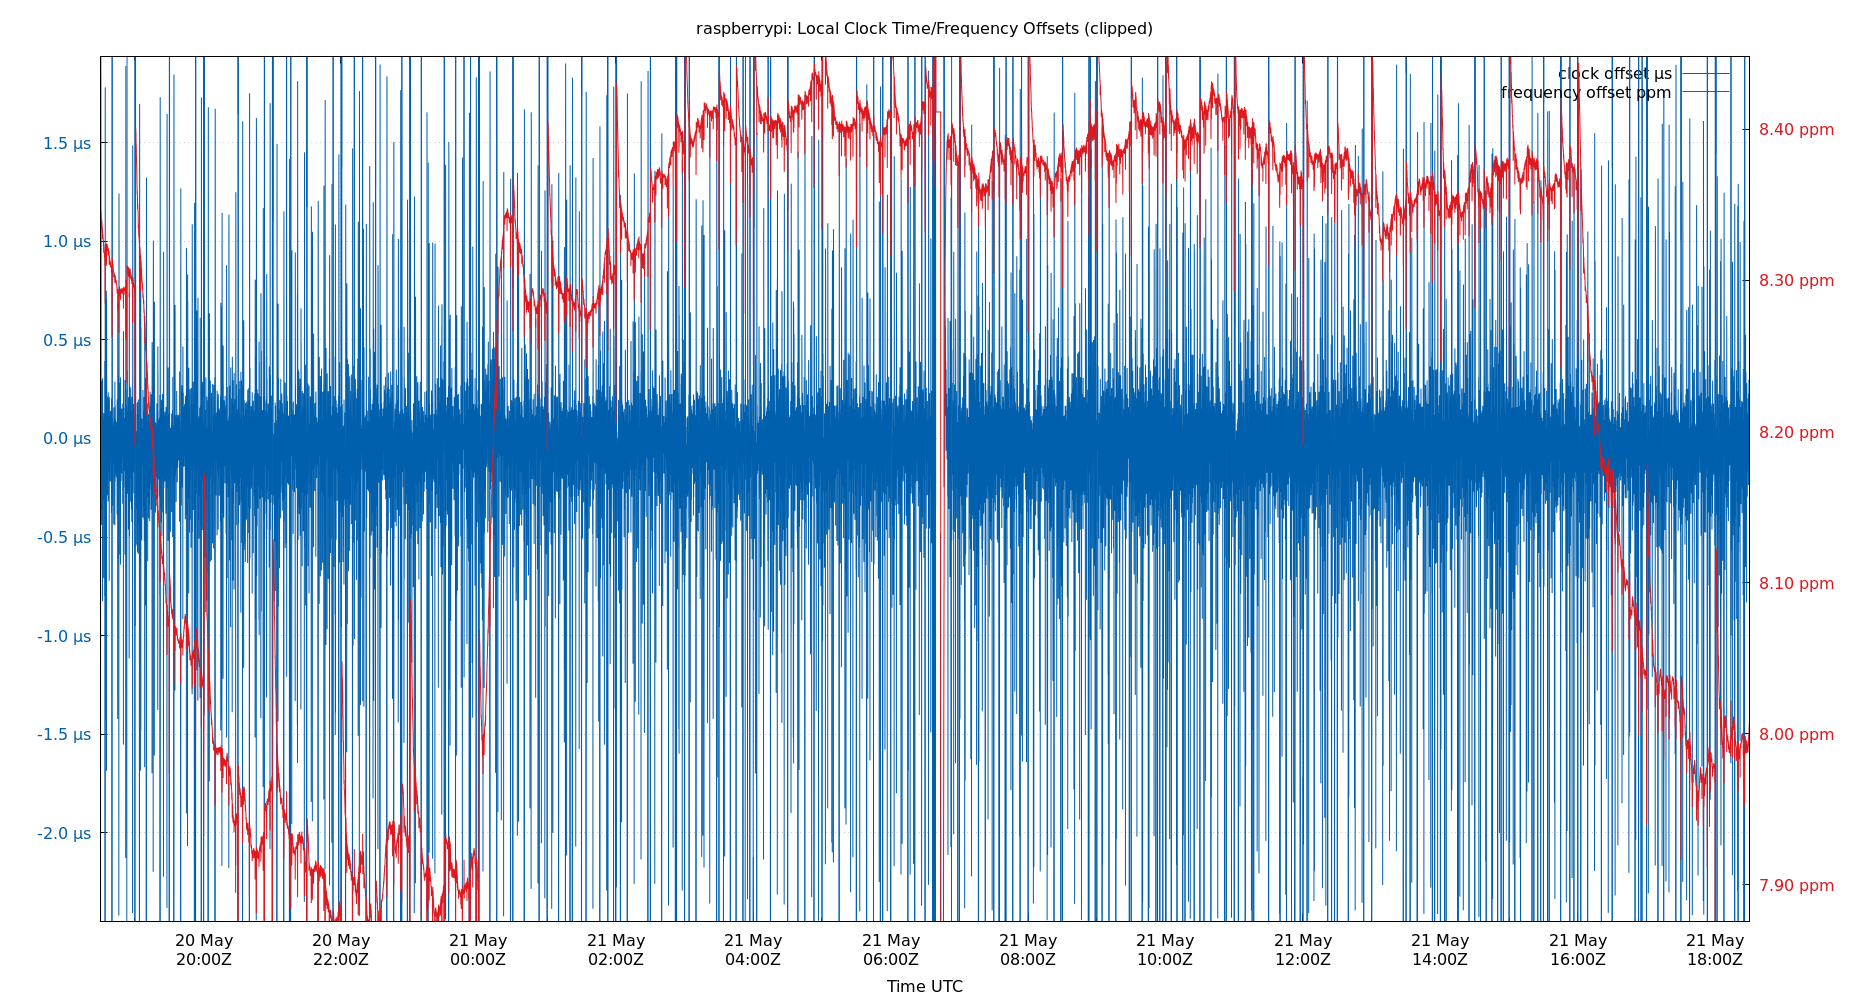 raspberrypi: Local Clock Time/Frequency Offsets (clipped)
clock offset µs
frequency offset ppm
1.5 µs
1.0 µs
0.5 µs
0.0 µs
-0.5 µs
-1.0 µs
-1.5 µs
-2.0 µs
8.40 ppm
8.30 ppm
8.20 ppm
8.10 ppm
8.00 ppm
7.90 ppm
20 May 20 May 21 May 21 May 21 May 21 May 21 May 21 May 21 May 21 May 21 May 21 May
20:00Z 22:00Z 00:00Z 02:00Z 04:00Z 06:00Z 08:00Z 10:00Z 12:00Z 14:00Z 16:00Z 18:00Z
Time UTC